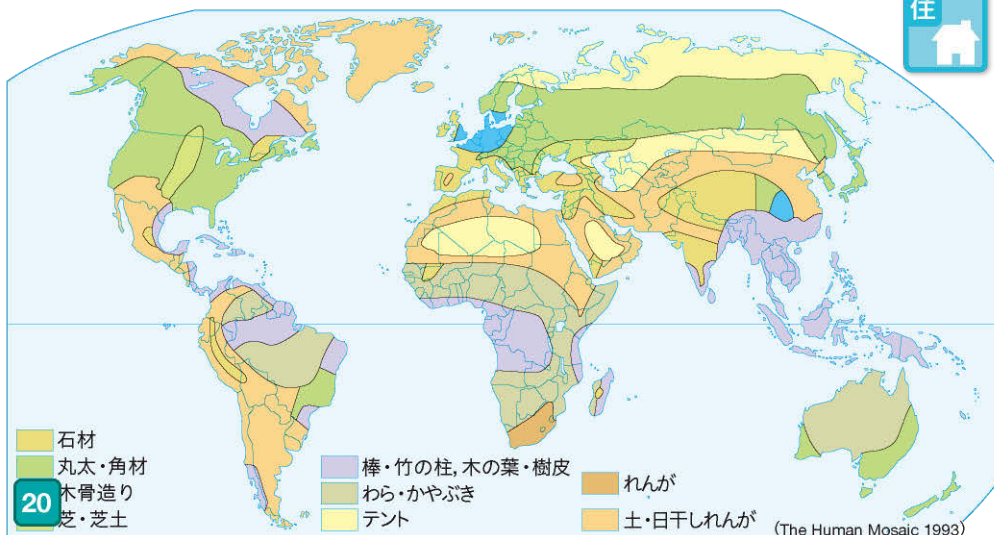 住
石材
丸太・角材
木骨造り
芝・芝土
棒・竹の柱，木の葉・樹皮
わら・かやぶき
テント
れんが
土・日干しれんが
(The Human Mosaic 1993)
20